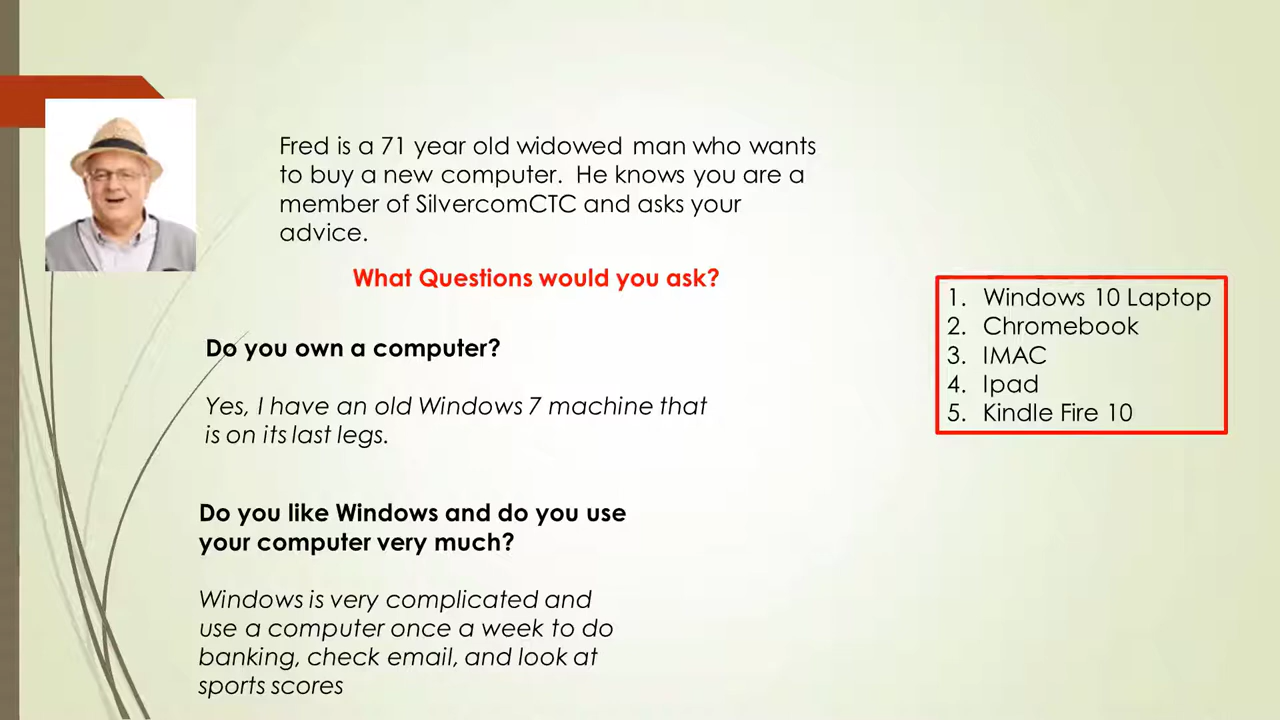 Fred is a 71 year old widowed man who wants
to buy a new computer. He knows you are a
member of SilvercomCTC and asks your
advice.
What Questions would you ask?
Do you own a computer?
Yes, I have an old Windows 7 machine that
is on its last legs.
Do you like Windows and do you use
your computer very much?
Windows is very complicated and
use a computer once a week to do
banking, check email, and look at
sports scores
1. Windows 10 Laptop
2. Chromebook
3. IMAC
4. Ipad
5. Kindle Fire 10